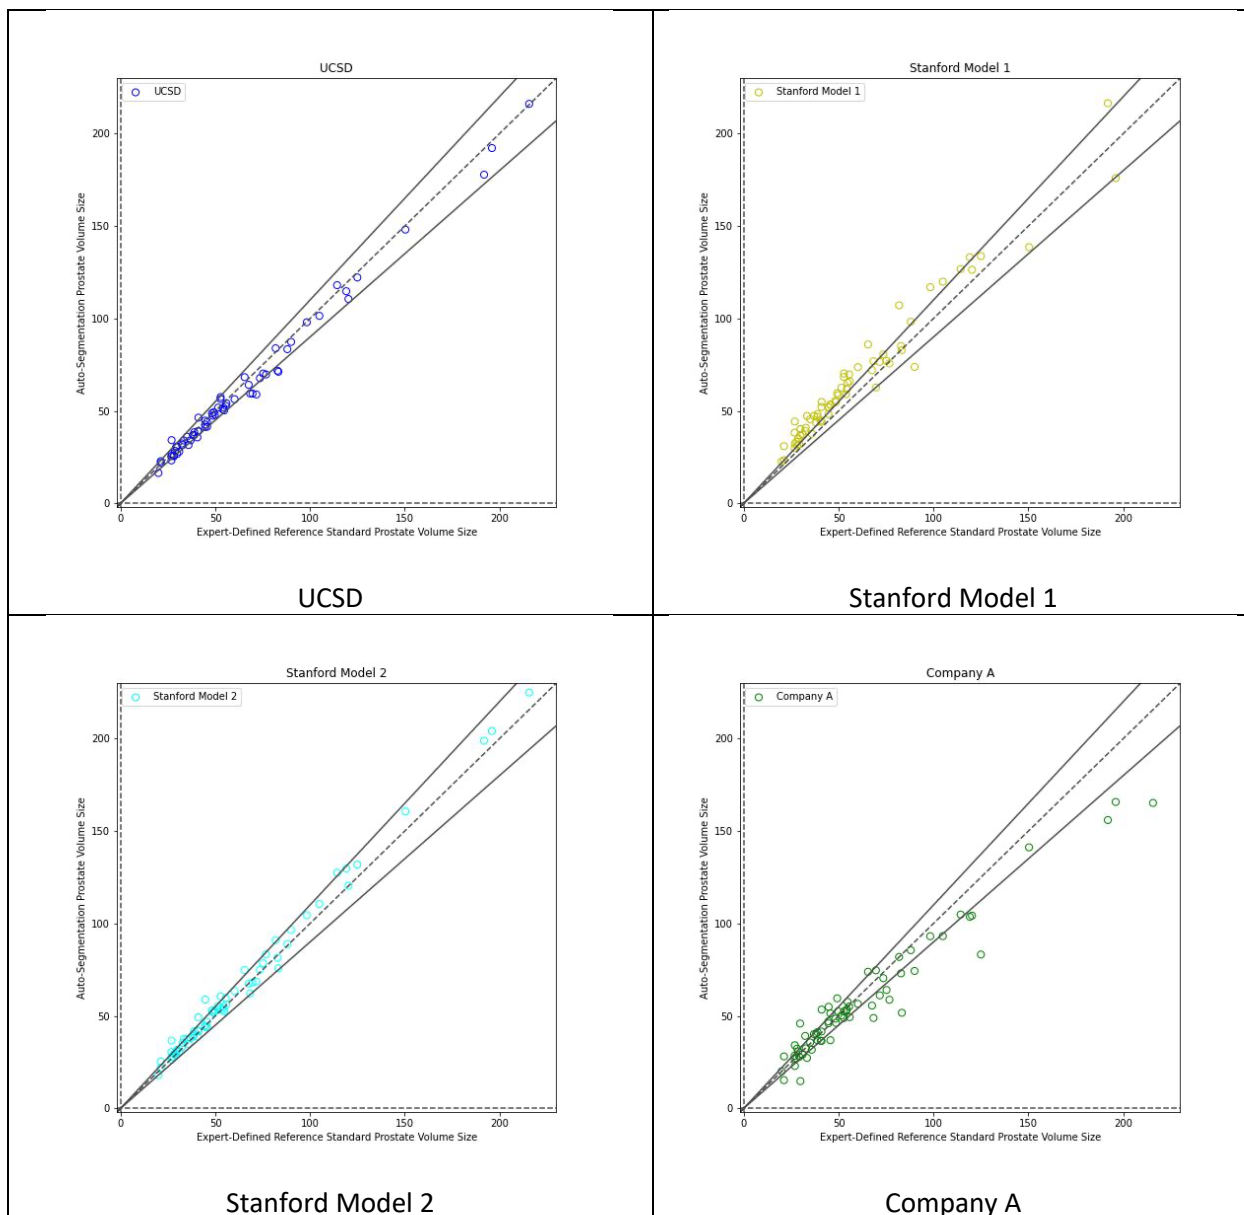 UCSD
UCSD
200
150
100
50
0
Auto-Segmentation Prostate Volume Size
0 50 100 150 200
Expert-Defined Reference Standard Prostate Volume Size
UCSD
Stanford Model 1
Stanford Model 1
200
150
100
50
0
Auto-Segmentation Prostate Volume Size
0 50 100 150 200
Expert-Defined Reference Standard Prostate Volume Size
Stanford Model 1
Stanford Model 2
Stanford Model 2
200
150
100
50
0
Auto-Segmentation Prostate Volume Size
0 50 100 150 200
Expert-Defined Reference Standard Prostate Volume Size
Stanford Model 2
Company A
Company A
200
150
100
50
0
Auto-Segmentation Prostate Volume Size
0 50 100 150 200
Expert-Defined Reference Standard Prostate Volume Size
Company A